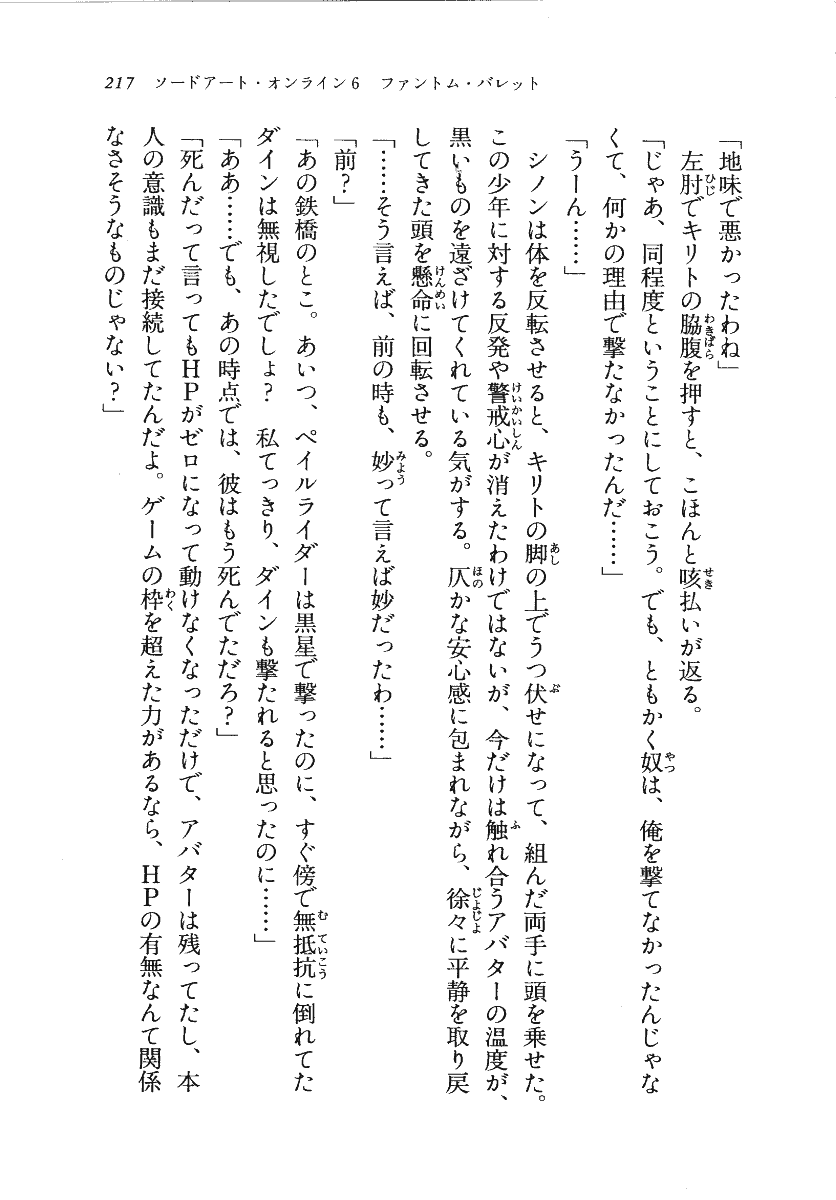 217　ソードアート・オンライン6　ファントム・バレット
「地味で悪かったわね」
　左肘でキリトの脇腹を押すと、こほんと咳払いが返る。
「じゃあ、同程度ということにしておこう。でも、ともかく奴は、俺を撃てなかったんじゃな
くて、何かの理由で撃たなかったんだ……」
「うーん……」
　シノンは体を反転させると、キリトの脚の上でうつ伏せになって、組んだ両手に頭を乗せた。
この少年に対する反発や警戒心が消えたわけではないが、今だけは触れ合うアバターの温度が、
黒いものを遠ざけてくれている気がする。仄かな安心感に包まれながら、徐々に平静を取り戻
してきた頭を懸命に回転させる。
「……そう言えば、前の時も、妙って言えば妙だったわ……」
「前？」
「あの鉄橋のとこ。あいつ、ペイルライダーは黒星で撃ったのに、すぐ傍で無抵抗に倒れてた
ダインは無視したでしょ？　私てっきり、ダインも撃たれると思ったのに……」
「ああ……でも、あの時点では、彼はもう死んでただろ？」
「死んだって言ってもＨＰがゼロになって動けなくなっただけで、アバターは残ってたし、本
人の意識もまだ接続してたんだよ。ゲームの枠を超えた力があるなら、ＨＰの有無なんて関係
なさそうなものじゃない？」